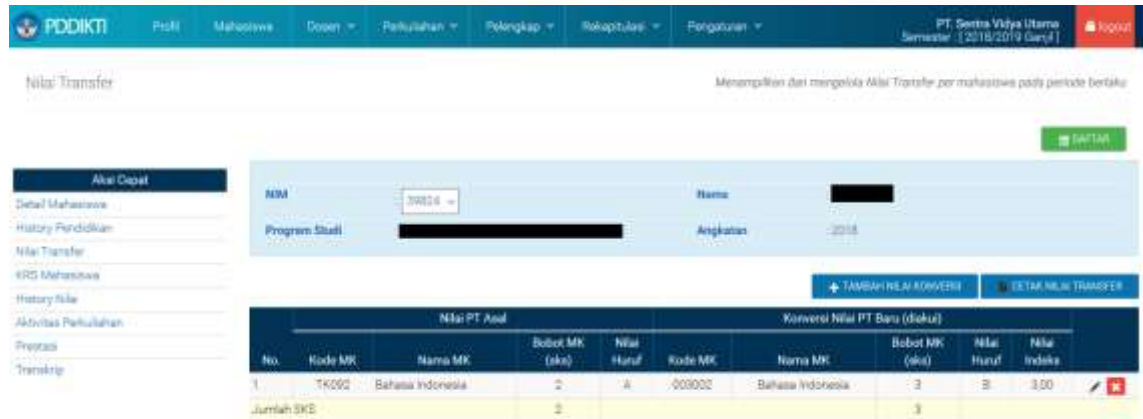 PDDIKTI Profil Mahasiswa Dosen Perkuliahan Pelengkap Rekapitulasi Pengaturan PT. Sentra Vidya Utama logout
Semester : [ 2018/2019 Ganjil ]
Nilai Transfer Menampilkan dan mengelola Nilai Transfer per mahasiswa pada periode berlaku
DAFTAR
Aksi Cepat
Detail Mahasiswa
History Pendidikan
Nilai Transfer
KRS Mahasiswa
History Nilai
Aktivitas Perkuliahan
Prestasi
Transkrip
NIM 39824 Nama
Program Studi Angkatan 2018
TAMBAH NILAI KONVERSI CETAK NILAI TRANSFER
Nilai PT Asal Konversi Nilai PT Baru (diakui)
No. Kode MK Nama MK Bobot MK (sks) Nilai Huruf Kode MK Nama MK Bobot MK (sks) Nilai Huruf Nilai Indeks
1 TK092 Bahasa Indonesia 2 A 003002 Bahasa Indonesia 3 B 3,00
Jumlah SKS 2 3